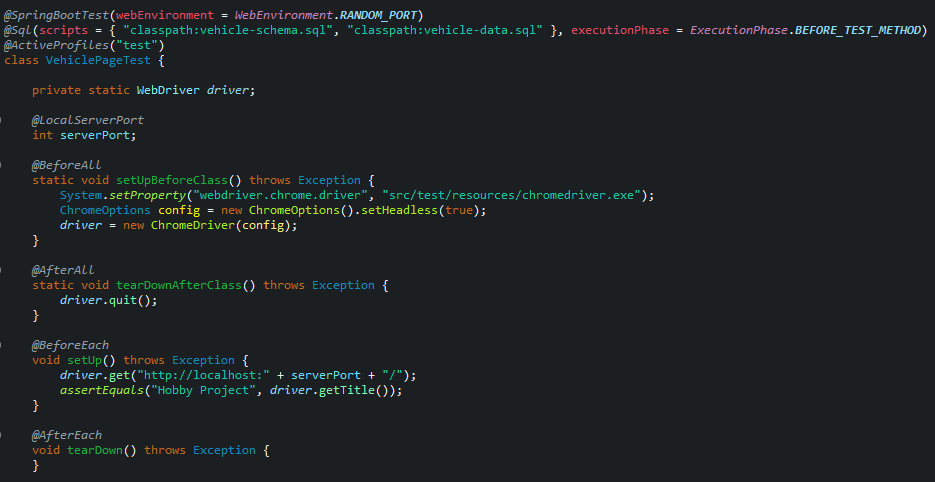 @SpringBootTest(webEnvironment = WebEnvironment.RANDOM_PORT)
@Sql(scripts = { "classpath:vehicle-schema.sql", "classpath:vehicle-data.sql" }, executionPhase = ExecutionPhase.BEFORE_TEST_METHOD)
@ActiveProfiles("test")
class VehiclePageTest {

    private static WebDriver driver;

    @LocalServerPort
    int serverPort;

    @BeforeAll
    static void setUpBeforeClass() throws Exception {
        System.setProperty("webdriver.chrome.driver", "src/test/resources/chromedriver.exe");
        ChromeOptions config = new ChromeOptions().setHeadless(true);
        driver = new ChromeDriver(config);
    }

    @AfterAll
    static void tearDownAfterClass() throws Exception {
        driver.quit();
    }

    @BeforeEach
    void setUp() throws Exception {
        driver.get("http://localhost:" + serverPort + "/");
        assertEquals("Hobby Project", driver.getTitle());
    }

    @AfterEach
    void tearDown() throws Exception {
    }